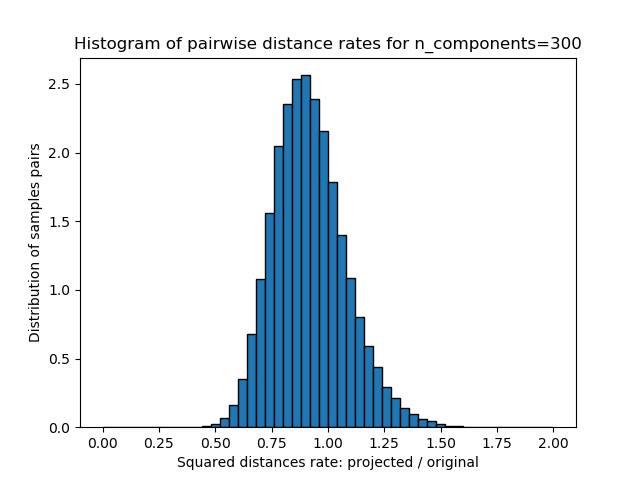 Histogram of pairwise distance rates for n_components=300
Distribution of samples pairs
2.5
2.0
1.5
1.0
0.5
0.0
0.00 0.25 0.50 0.75 1.00 1.25 1.50 1.75 2.00
Squared distances rate: projected / original